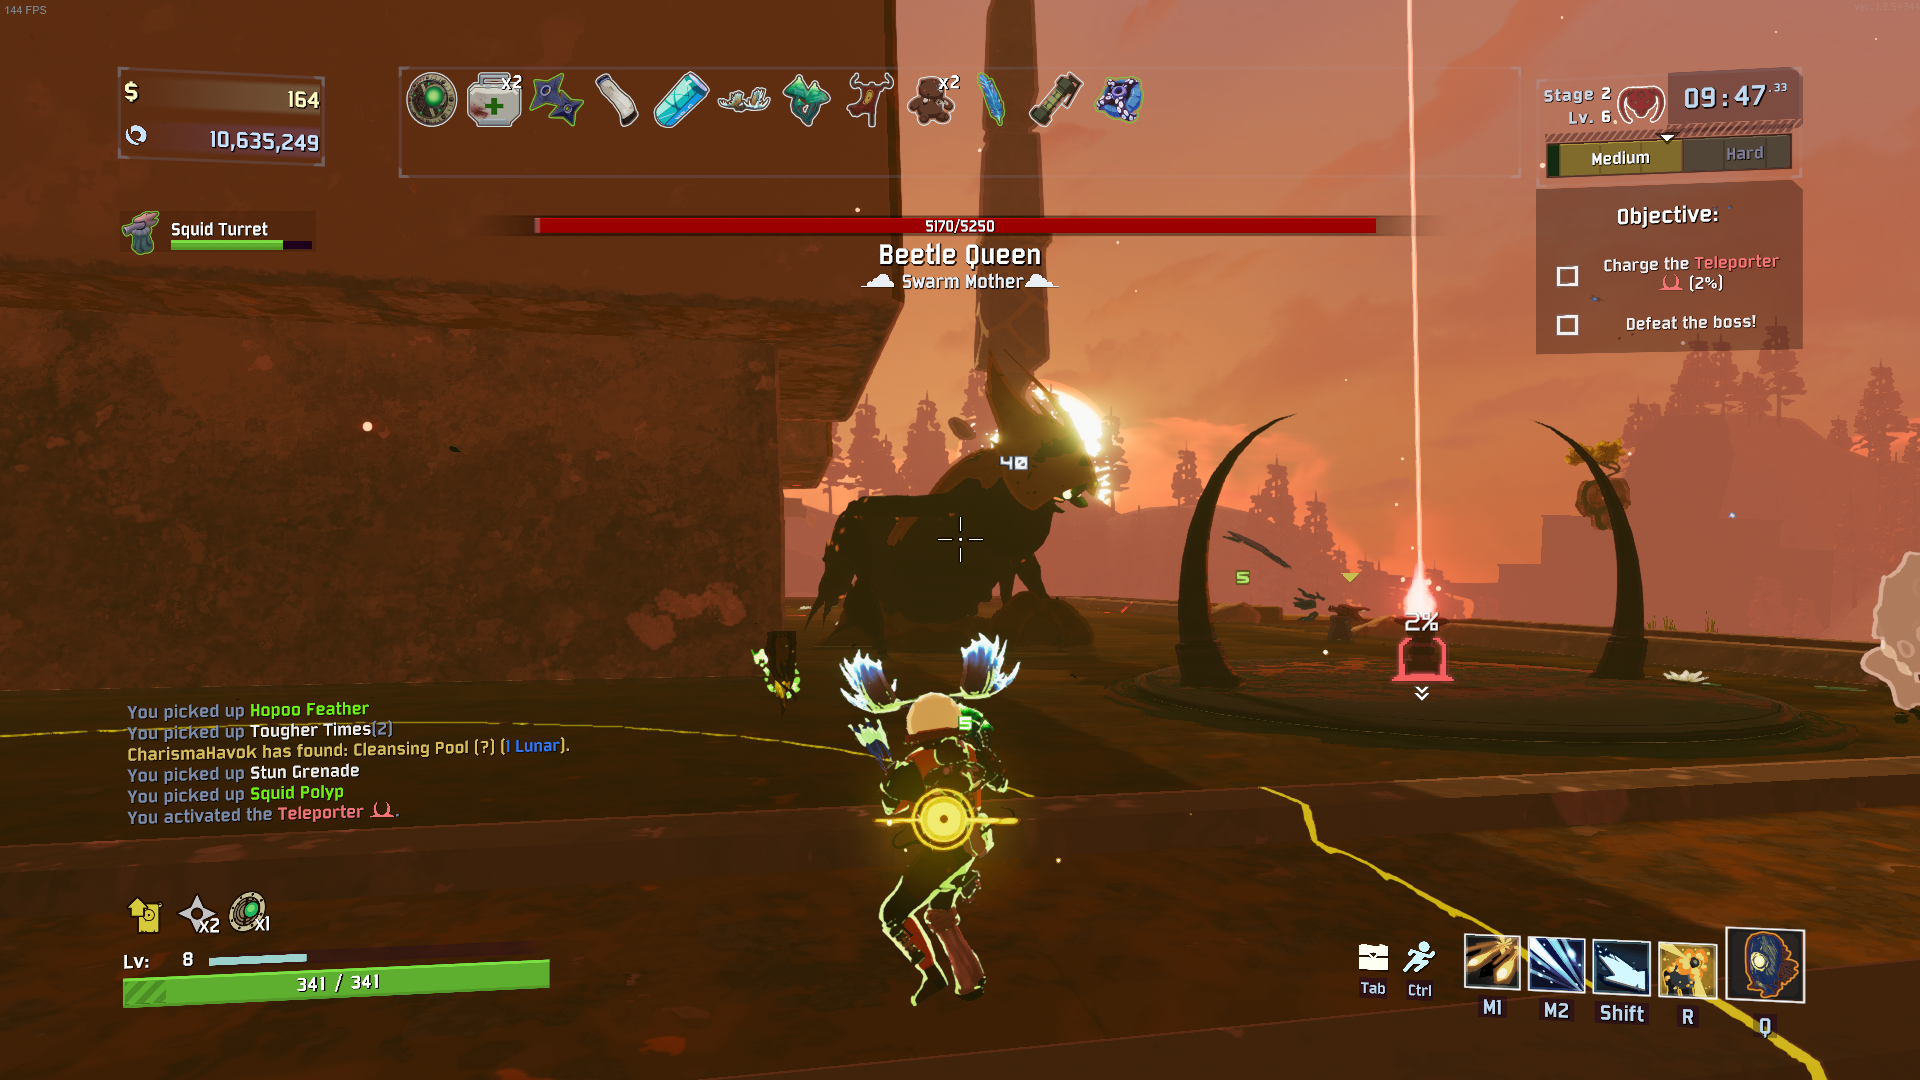 144 FPS
$ 164
10,635,249
x2
x2
Stage 2
Lv. 6.
09:47.33
Medium
Hard
Objective:
Charge the Teleporter
(2%)
Defeat the boss!
Squid Turret
5170/5250
Beetle Queen
Swarm Mother
40
5
2%
5
You picked up Hopoo Feather
You picked up Tougher Times(2)
CharismaHavok has found: Cleansing Pool (?) (1 Lunar).
You picked up Stun Grenade
You picked up Squid Polyp
You activated the Teleporter .
x2
x1
Lv: 8
341 / 341
Tab
Ctrl
M1
M2
Shift
R
Q